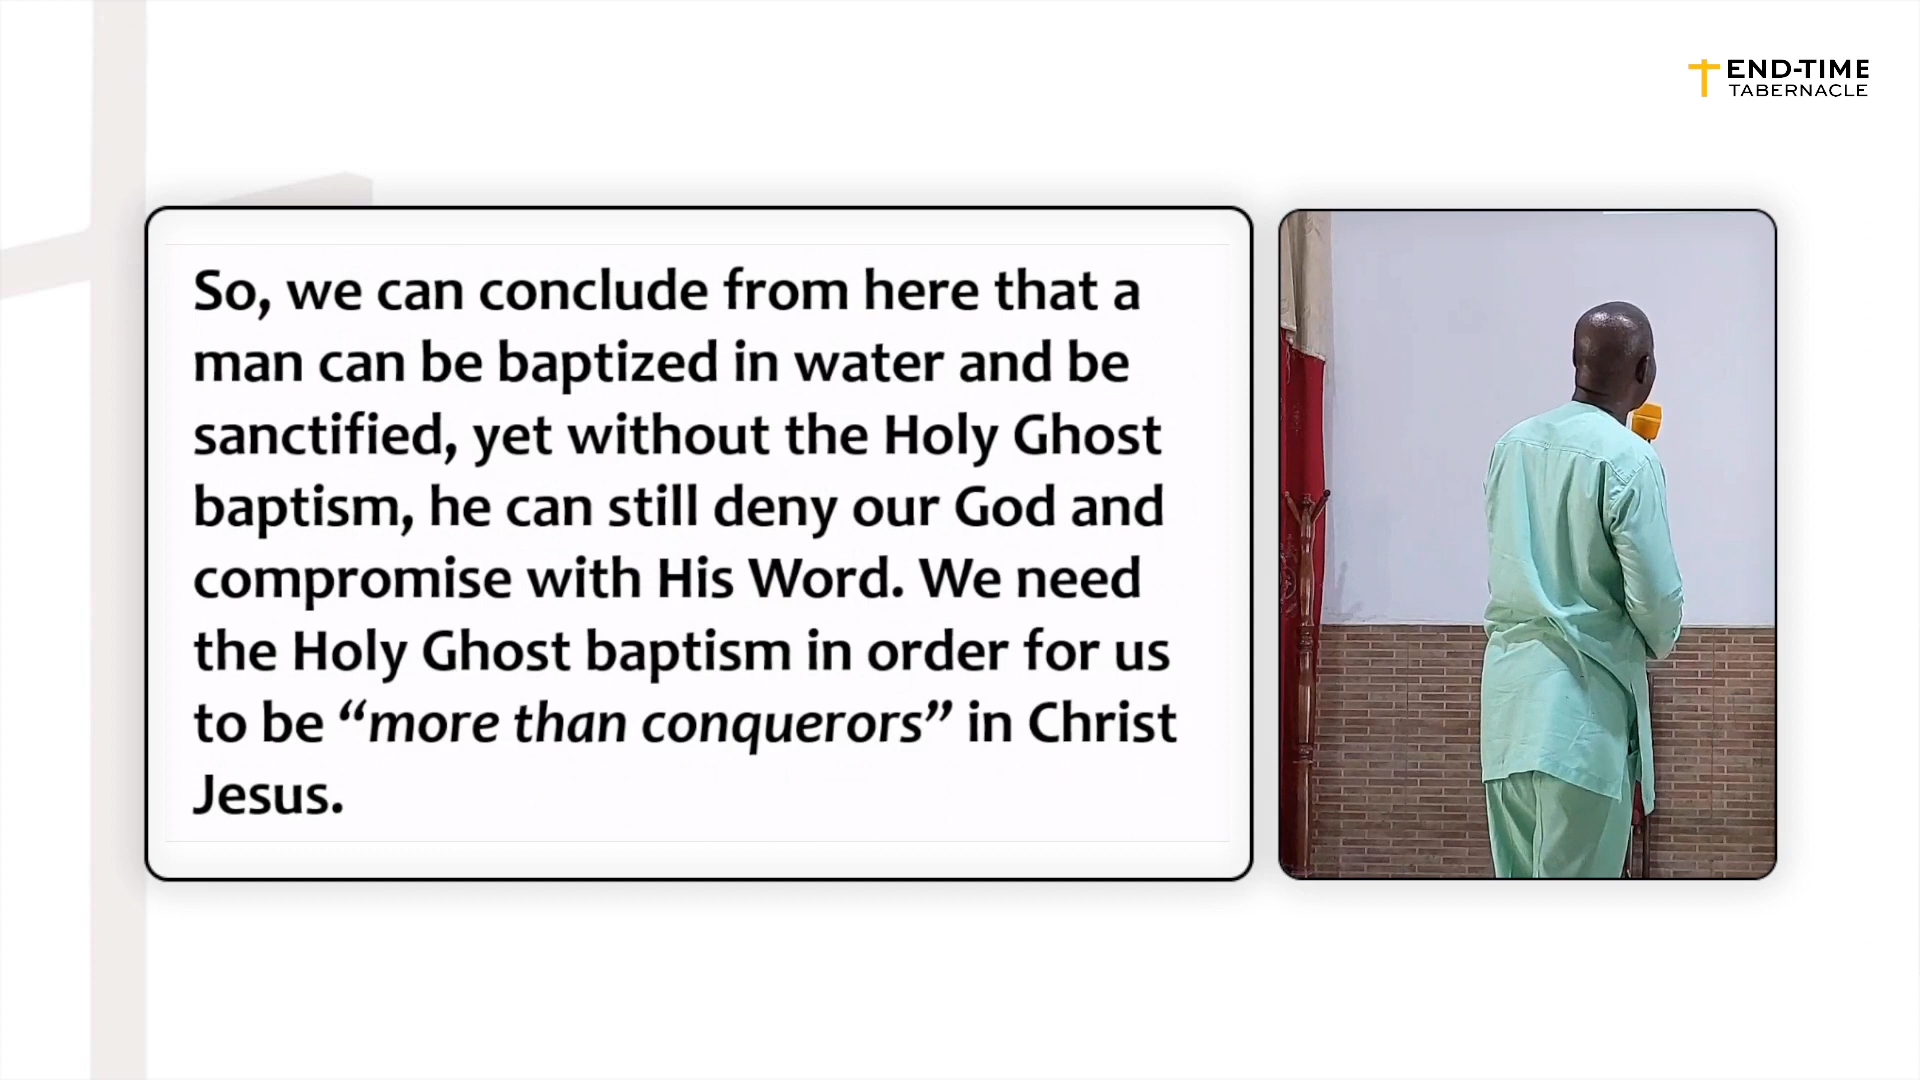 END-TIME
TABERNACLE
So, we can conclude from here that a
man can be baptized in water and be
sanctified, yet without the Holy Ghost
baptism, he can still deny our God and
compromise with His Word. We need
the Holy Ghost baptism in order for us
to be “more than conquerors” in Christ
Jesus.